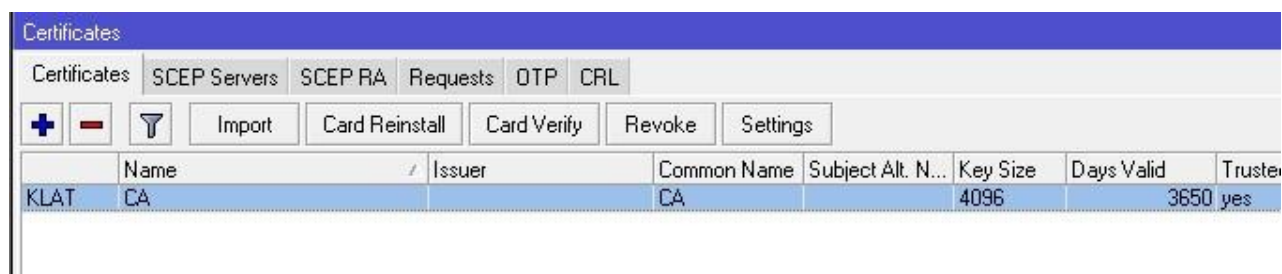 Certificates
Certificates SCEP Servers SCEP RA Requests OTP CRL
Import Card Reinstall Card Verify Revoke Settings
Name Issuer Common Name Subject Alt. N... Key Size Days Valid Trusted
KLAT CA CA 4096 3650 yes